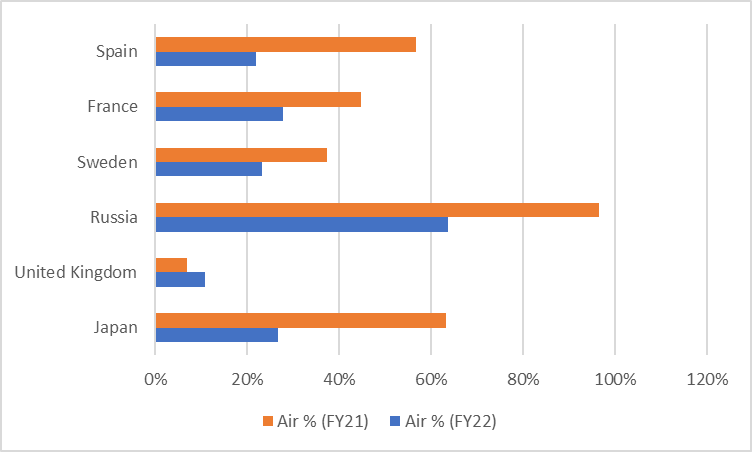 Spain
France
Sweden
Russia
United Kingdom
Japan
0% 20% 40% 60% 80% 100% 120%
Air % (FY21) Air % (FY22)